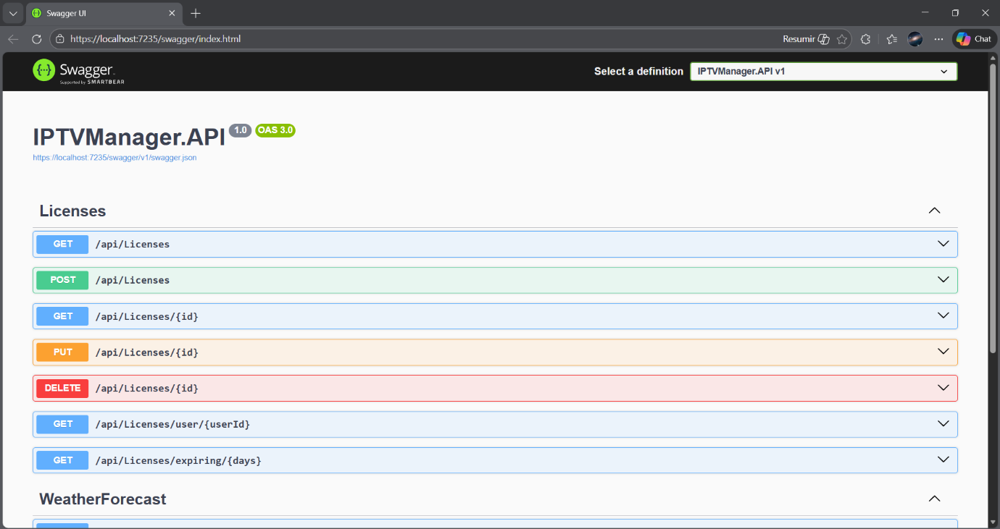 Swagger UI
https://localhost:7235/swagger/index.html
Resumir
Chat
Swagger
Supported by SMARTBEAR
Select a definition
IPTVManager.API v1
IPTVManager.API 1.0 OAS 3.0
https://localhost:7235/swagger/v1/swagger.json
Licenses
GET /api/Licenses
POST /api/Licenses
GET /api/Licenses/{id}
PUT /api/Licenses/{id}
DELETE /api/Licenses/{id}
GET /api/Licenses/user/{userId}
GET /api/Licenses/expiring/{days}
WeatherForecast